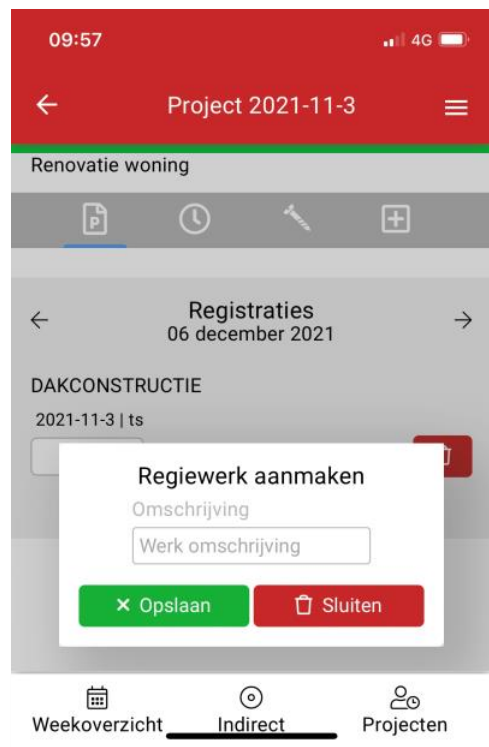 09:57
4G
Project 2021-11-3
Renovatie woning
P
Registraties
06 december 2021
DAKCONSTRUCTIE
2021-11-3 | ts
Regiewerk aanmaken
Omschrijving
Werk omschrijving
Opslaan
Sluiten
Weekoverzicht
Indirect
Projecten